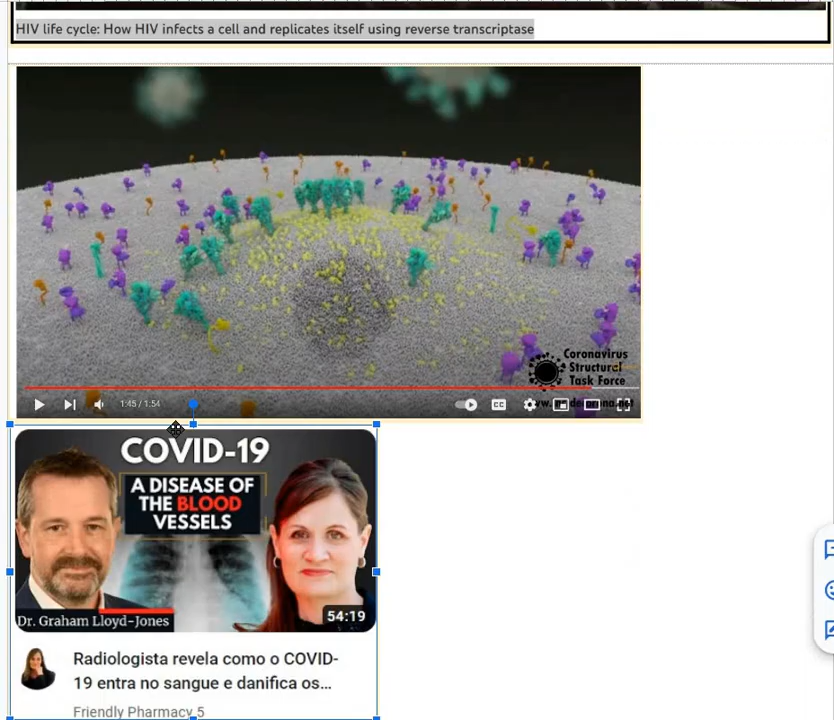 HIV life cycle: How HIV infects a cell and replicates itself using reverse transcriptase
Coronavirus
Structural
Task Force
1:45 / 1:54
CC
COVID-19
A DISEASE OF
THE BLOOD
VESSELS
54:19
Dr. Graham Lloyd-Jones
Radiologista revela como o COVID-
19 entra no sangue e danifica os...
Friendly Pharmacy 5